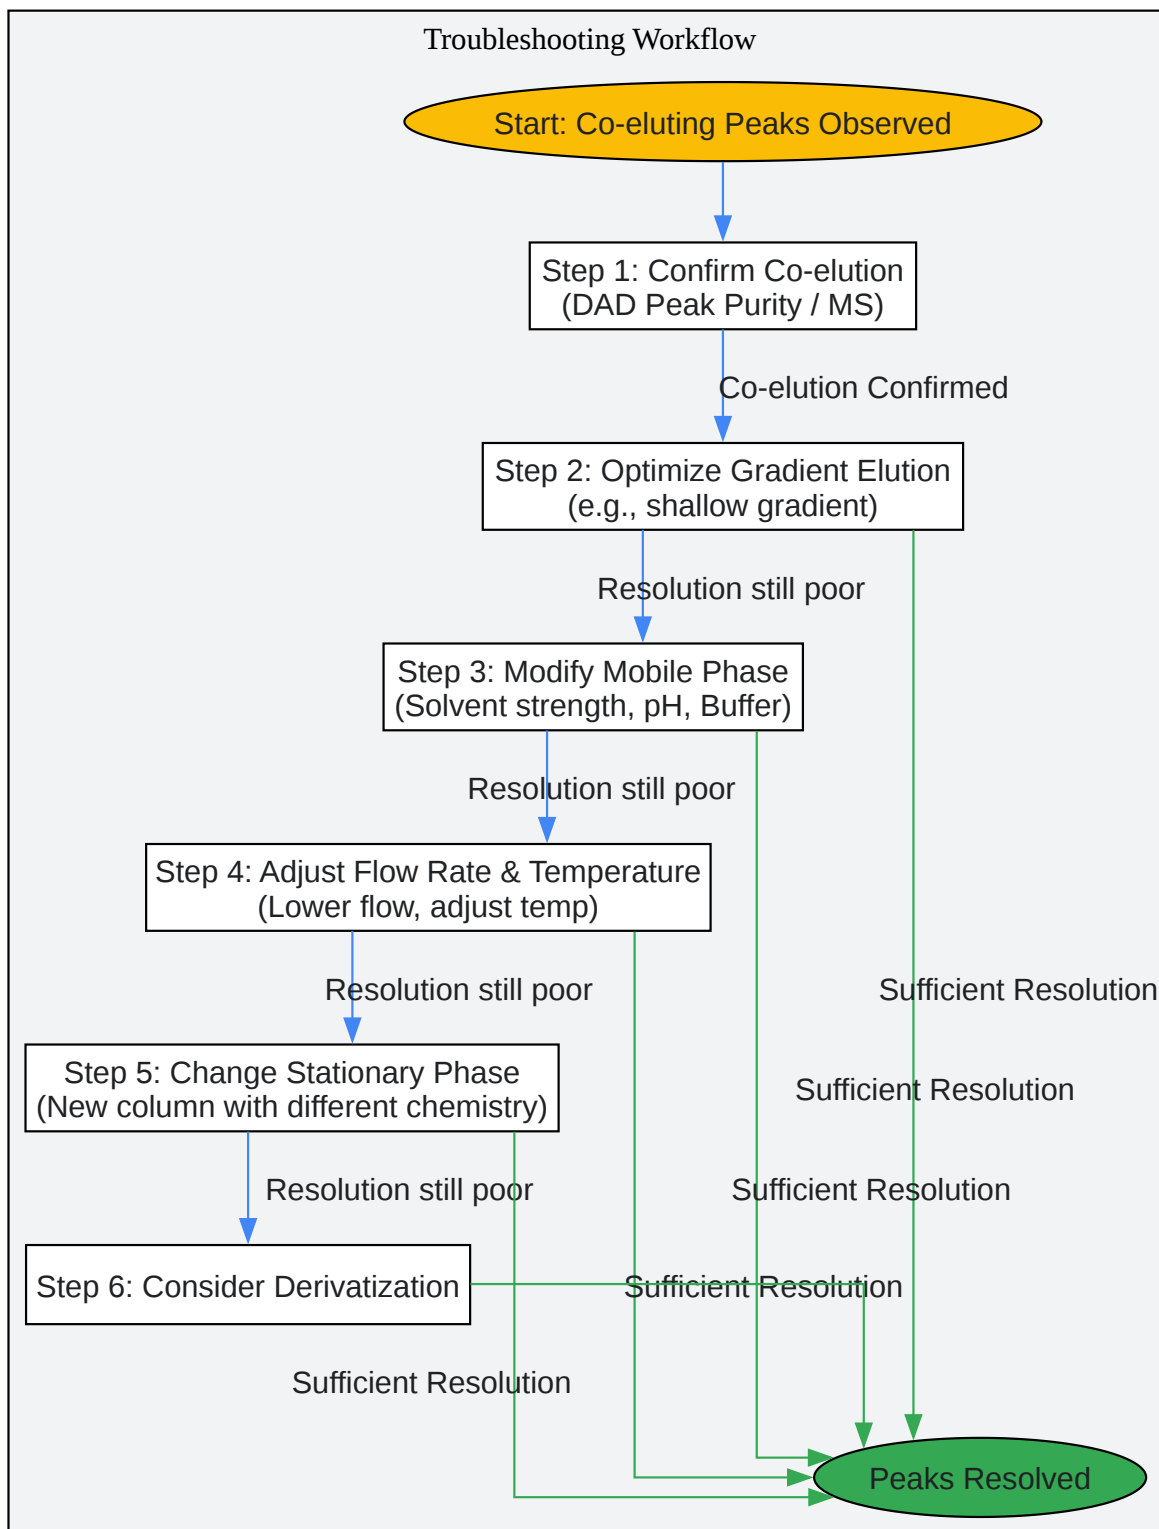 Troubleshooting Workflow
Start: Co-eluting Peaks Observed
Step 1: Confirm Co-elution
(DAD Peak Purity / MS)
Co-elution Confirmed
Step 2: Optimize Gradient Elution
(e.g., shallow gradient)
Resolution still poor
Step 3: Modify Mobile Phase
(Solvent strength, pH, Buffer)
Resolution still poor
Step 4: Adjust Flow Rate & Temperature
(Lower flow, adjust temp)
Resolution still poor
Sufficient Resolution
Step 5: Change Stationary Phase
(New column with different chemistry)
Sufficient Resolution
Resolution still poor
Sufficient Resolution
Step 6: Consider Derivatization
Sufficient Resolution
Sufficient Resolution
Peaks Resolved